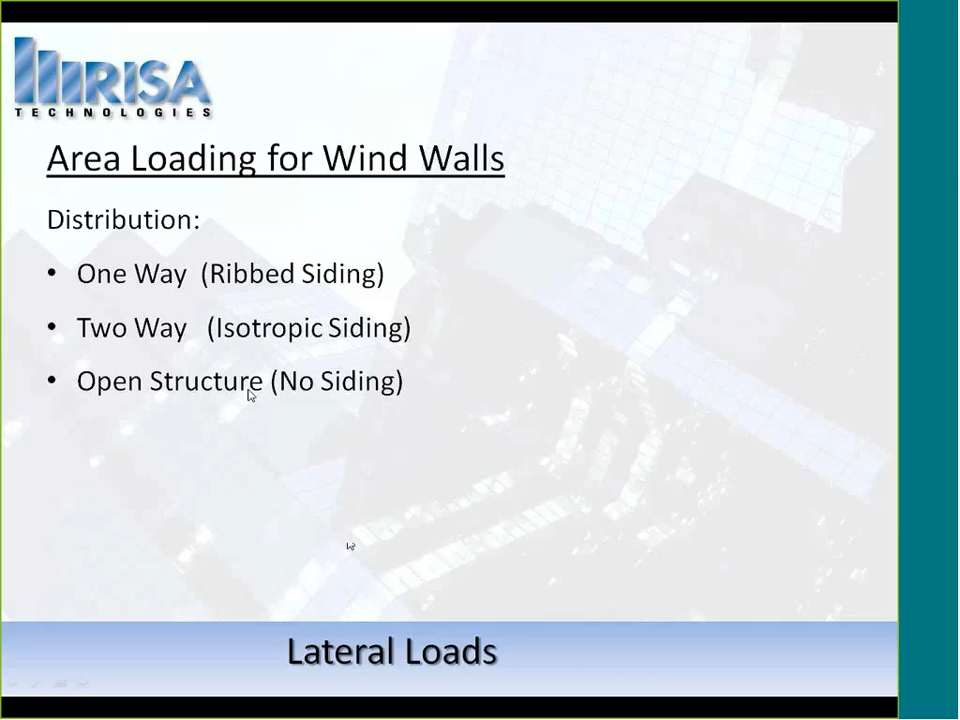 RISA
TECHNOLOGIES
Area Loading for Wind Walls
Distribution:
• One Way (Ribbed Siding)
• Two Way (Isotropic Siding)
• Open Structure (No Siding)
Lateral Loads